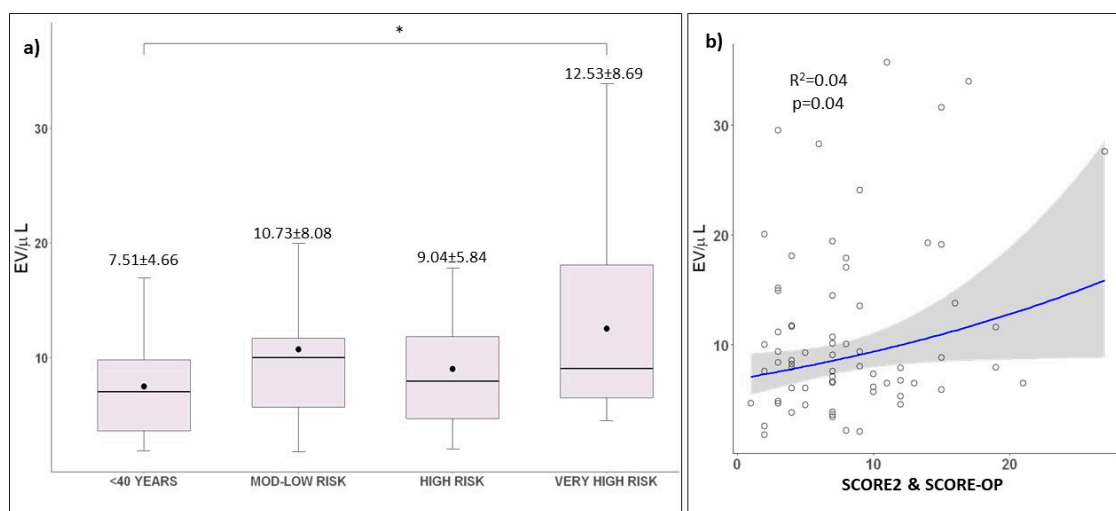 a)
*
7.51±4.66
10.73±8.08
9.04±5.84
12.53±8.69
EV/μ L
30
20
10
<40 YEARS
MOD-LOW RISK
HIGH RISK
VERY HIGH RISK
b)
R²=0.04
p=0.04
EV/μ L
30
20
10
0
10
20
SCORE2 & SCORE-OP